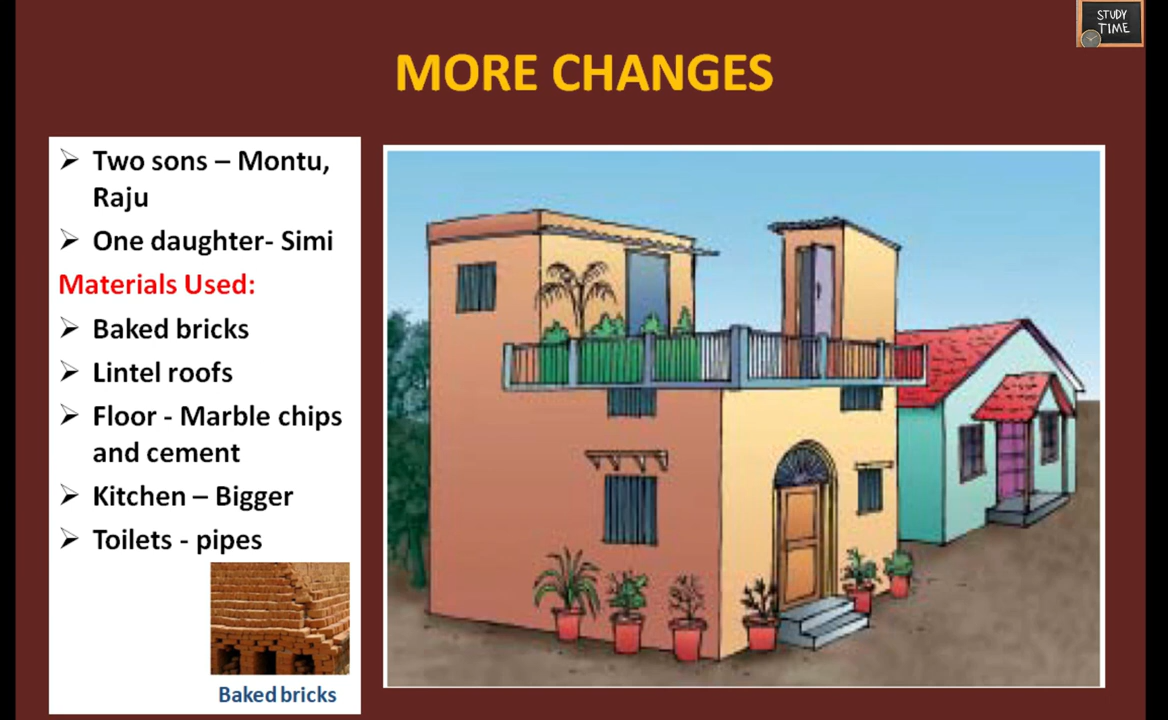 STUDY
TIME
MORE CHANGES
➢ Two sons – Montu,
Raju
➢ One daughter- Simi
Materials Used:
➢ Baked bricks
➢ Lintel roofs
➢ Floor - Marble chips
and cement
➢ Kitchen – Bigger
➢ Toilets - pipes
Baked bricks